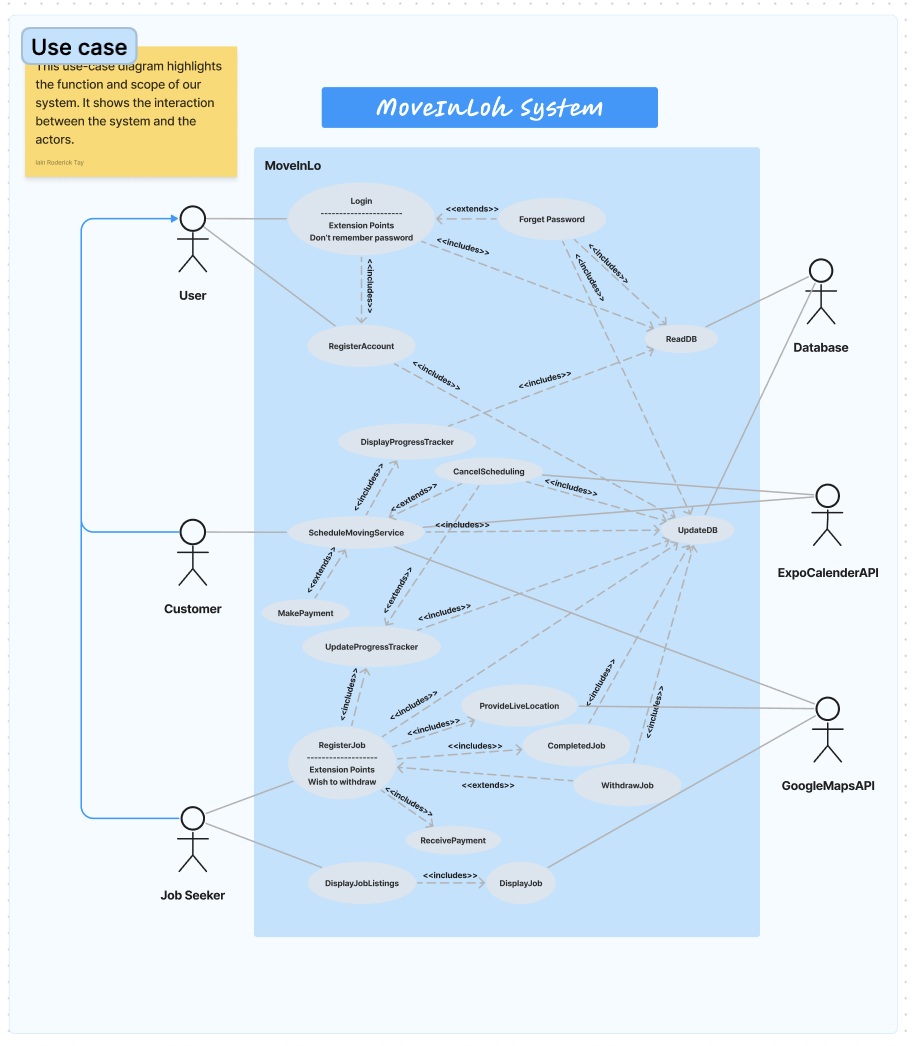 Use case
This use-case diagram highlights
the function and scope of our
system. It shows the interaction
between the system and the
actors.
Iain Roderick Tay
MoveInLoh System
MoveInLo
Login
-----------------------
Extension Points
Don't remember password
<<extends>>
Forget Password
<<includes>>
<<includes>>
<<includes>>
<<includes>>
User
RegisterAccount
ReadDB
Database
<<includes>>
<<includes>>
DisplayProgressTracker
CancelScheduling
<<includes>>
<<extends>>
<<includes>>
ScheduleMovingService
<<includes>>
UpdateDB
ExpoCalenderAPI
Customer
<<extends>>
<<extends>>
MakePayment
<<includes>>
UpdateProgressTracker
<<includes>>
<<includes>>
<<includes>>
<<includes>>
<<includes>>
ProvideLiveLocation
RegisterJob
--------------------
Extension Points
Wish to withdraw
<<includes>>
CompletedJob
<<extends>>
WithdrawJob
GoogleMapsAPI
<<includes>>
ReceivePayment
Job Seeker
DisplayJobListings
<<includes>>
DisplayJob